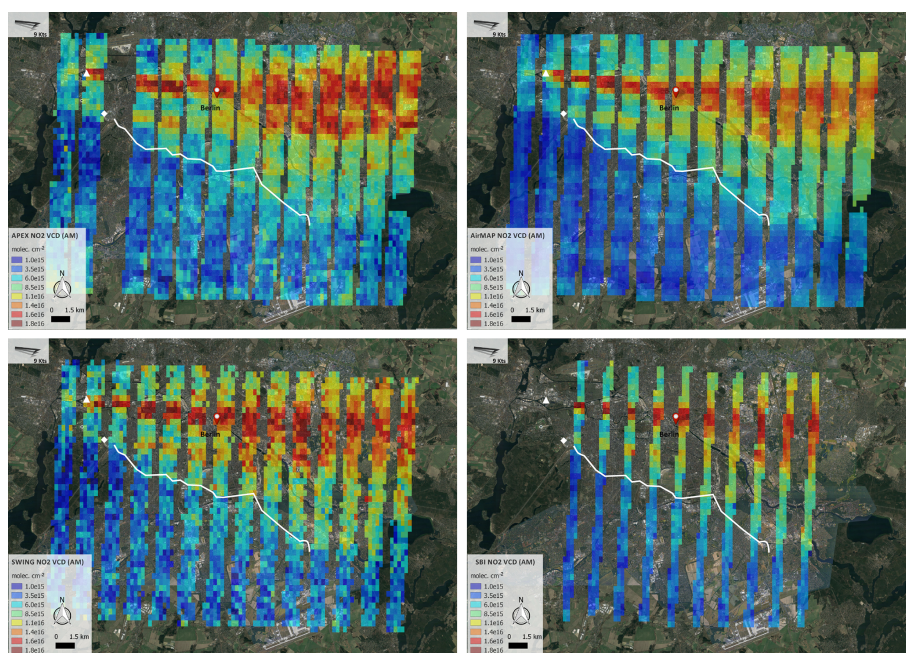 9 Kts
Berlin
APEX NO2 VCD (AM)
molec. cm-2
1.0e15
3.5e15
6.0e15
8.5e15
1.1e16
1.4e16
1.6e16
1.8e16
N
0 1.5 km
9 Kts
Berlin
AirMAP NO2 VCD (AM)
molec. cm-2
1.0e15
3.5e15
6.0e15
8.5e15
1.1e16
1.4e16
1.6e16
1.8e16
N
0 1.5 km
9 Kts
Berlin
SWING NO2 VCD (AM)
molec. cm-2
1.0e15
3.5e15
6.0e15
8.5e15
1.1e16
1.4e16
1.6e16
1.8e16
N
0 1.5 km
9 Kts
Berlin
SBI NO2 VCD (AM)
molec. cm-2
1.0e15
3.5e15
6.0e15
8.5e15
1.1e16
1.4e16
1.6e16
1.8e16
N
0 1.5 km